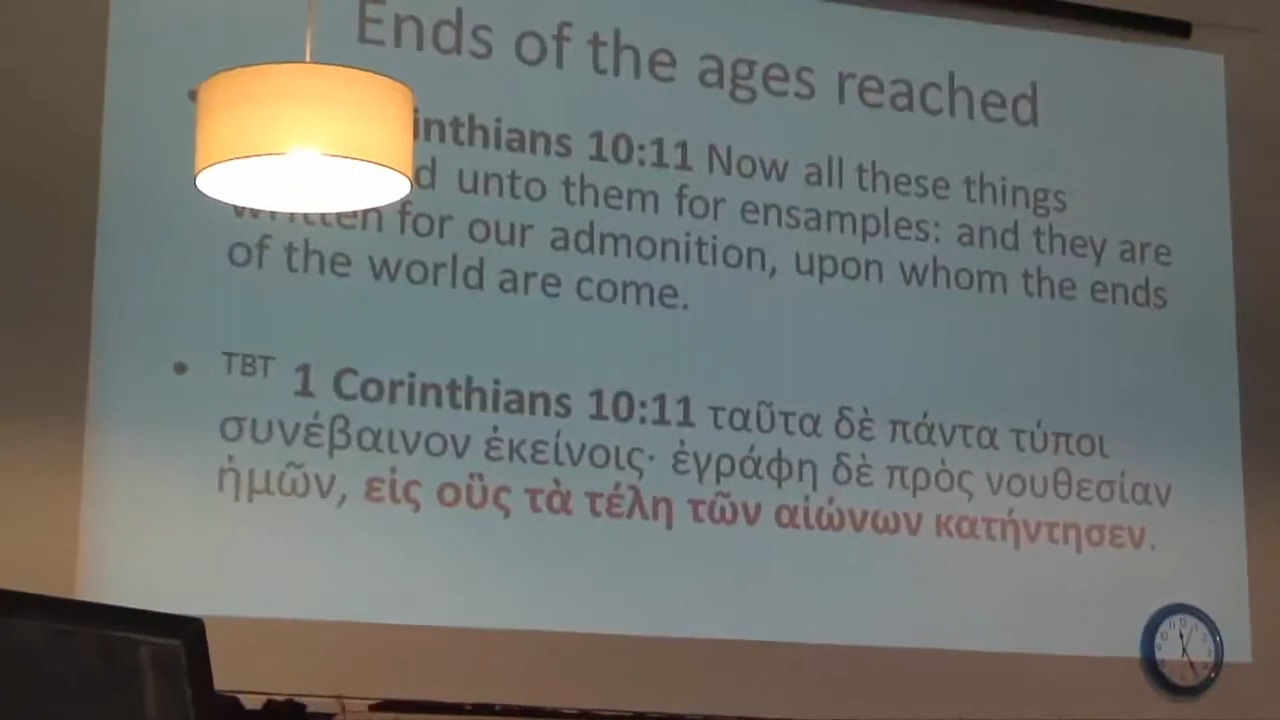 Ends of the ages reached
inthians 10:11 Now all these things
d unto them for ensamples: and they are
written for our admonition, upon whom the ends
of the world are come.
• TBT 1 Corinthians 10:11 ταῦτα δὲ πάντα τύποι
συνέβαινον ἐκείνοις· ἐγράφη δὲ πρὸς νουθεσίαν
ἡμῶν, εἰς οὓς τὰ τέλη τῶν αἰώνων κατήντησεν.